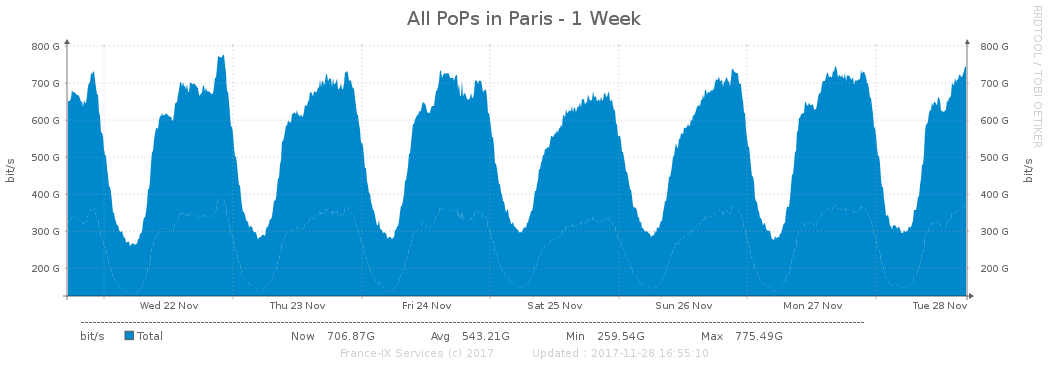 All PoPs in Paris - 1 Week
RRDTOOL / TOBI OETIKER
bit/s
800 G
700 G
600 G
500 G
400 G
300 G
200 G
800 G
700 G
600 G
500 G
400 G
300 G
200 G
bit/s
Wed 22 Nov Thu 23 Nov Fri 24 Nov Sat 25 Nov Sun 26 Nov Mon 27 Nov Tue 28 Nov
bit/s Total Now 706.87G Avg 543.21G Min 259.54G Max 775.49G
France-IX Services (c) 2017 Updated : 2017-11-28 16:55:10